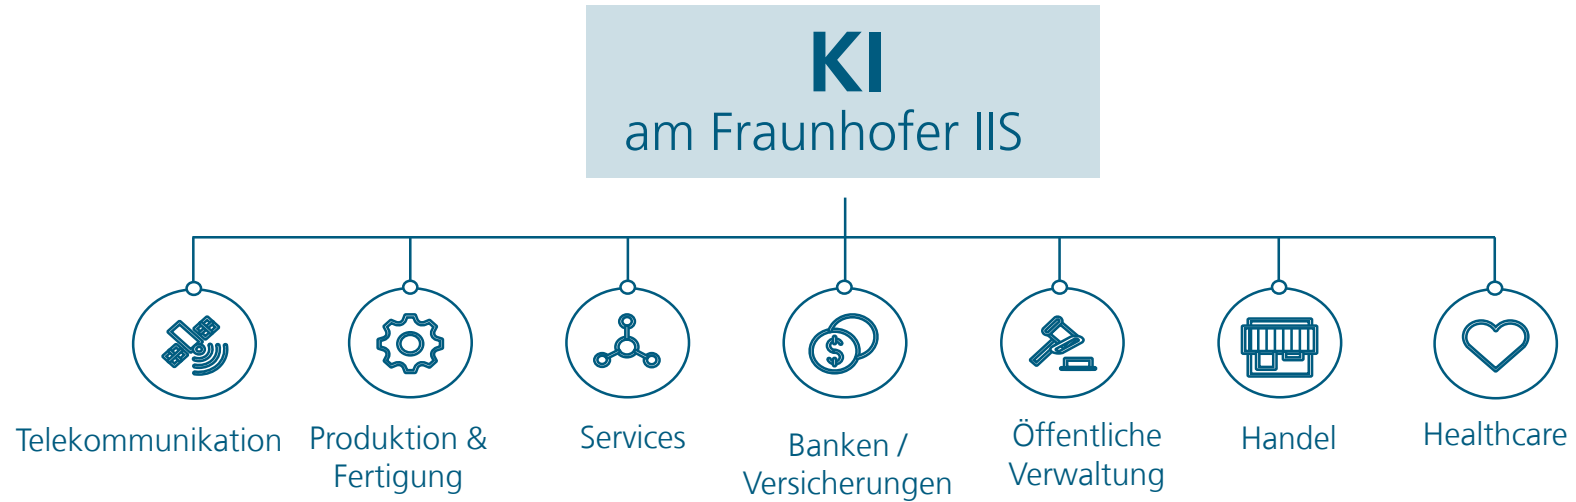 KI
am Fraunhofer IIS
Telekommunikation
Produktion &
Fertigung
Services
Banken /
Versicherungen
Öffentliche
Verwaltung
Handel
Healthcare